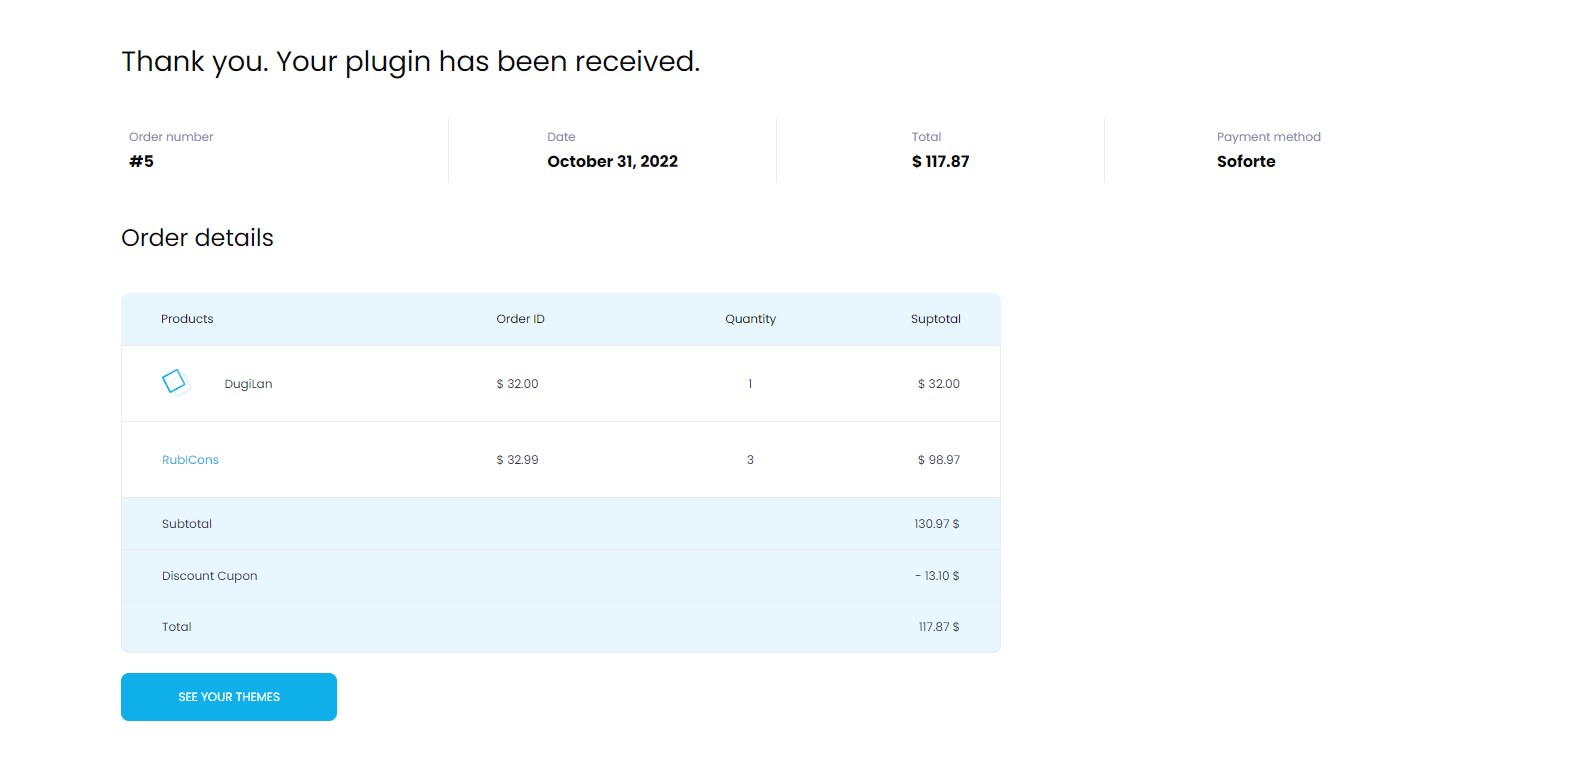 Thank you. Your plugin has been received.
Order number Date Total Payment method
#5 October 31, 2022 $ 117.87 Soforte
Order details
Products Order ID Quantity Suptotal
DugiLan $ 32.00 1 $ 32.00
RubICons $ 32.99 3 $ 98.97
Subtotal 130.97 $
Discount Cupon - 13.10 $
Total 117.87 $
SEE YOUR THEMES